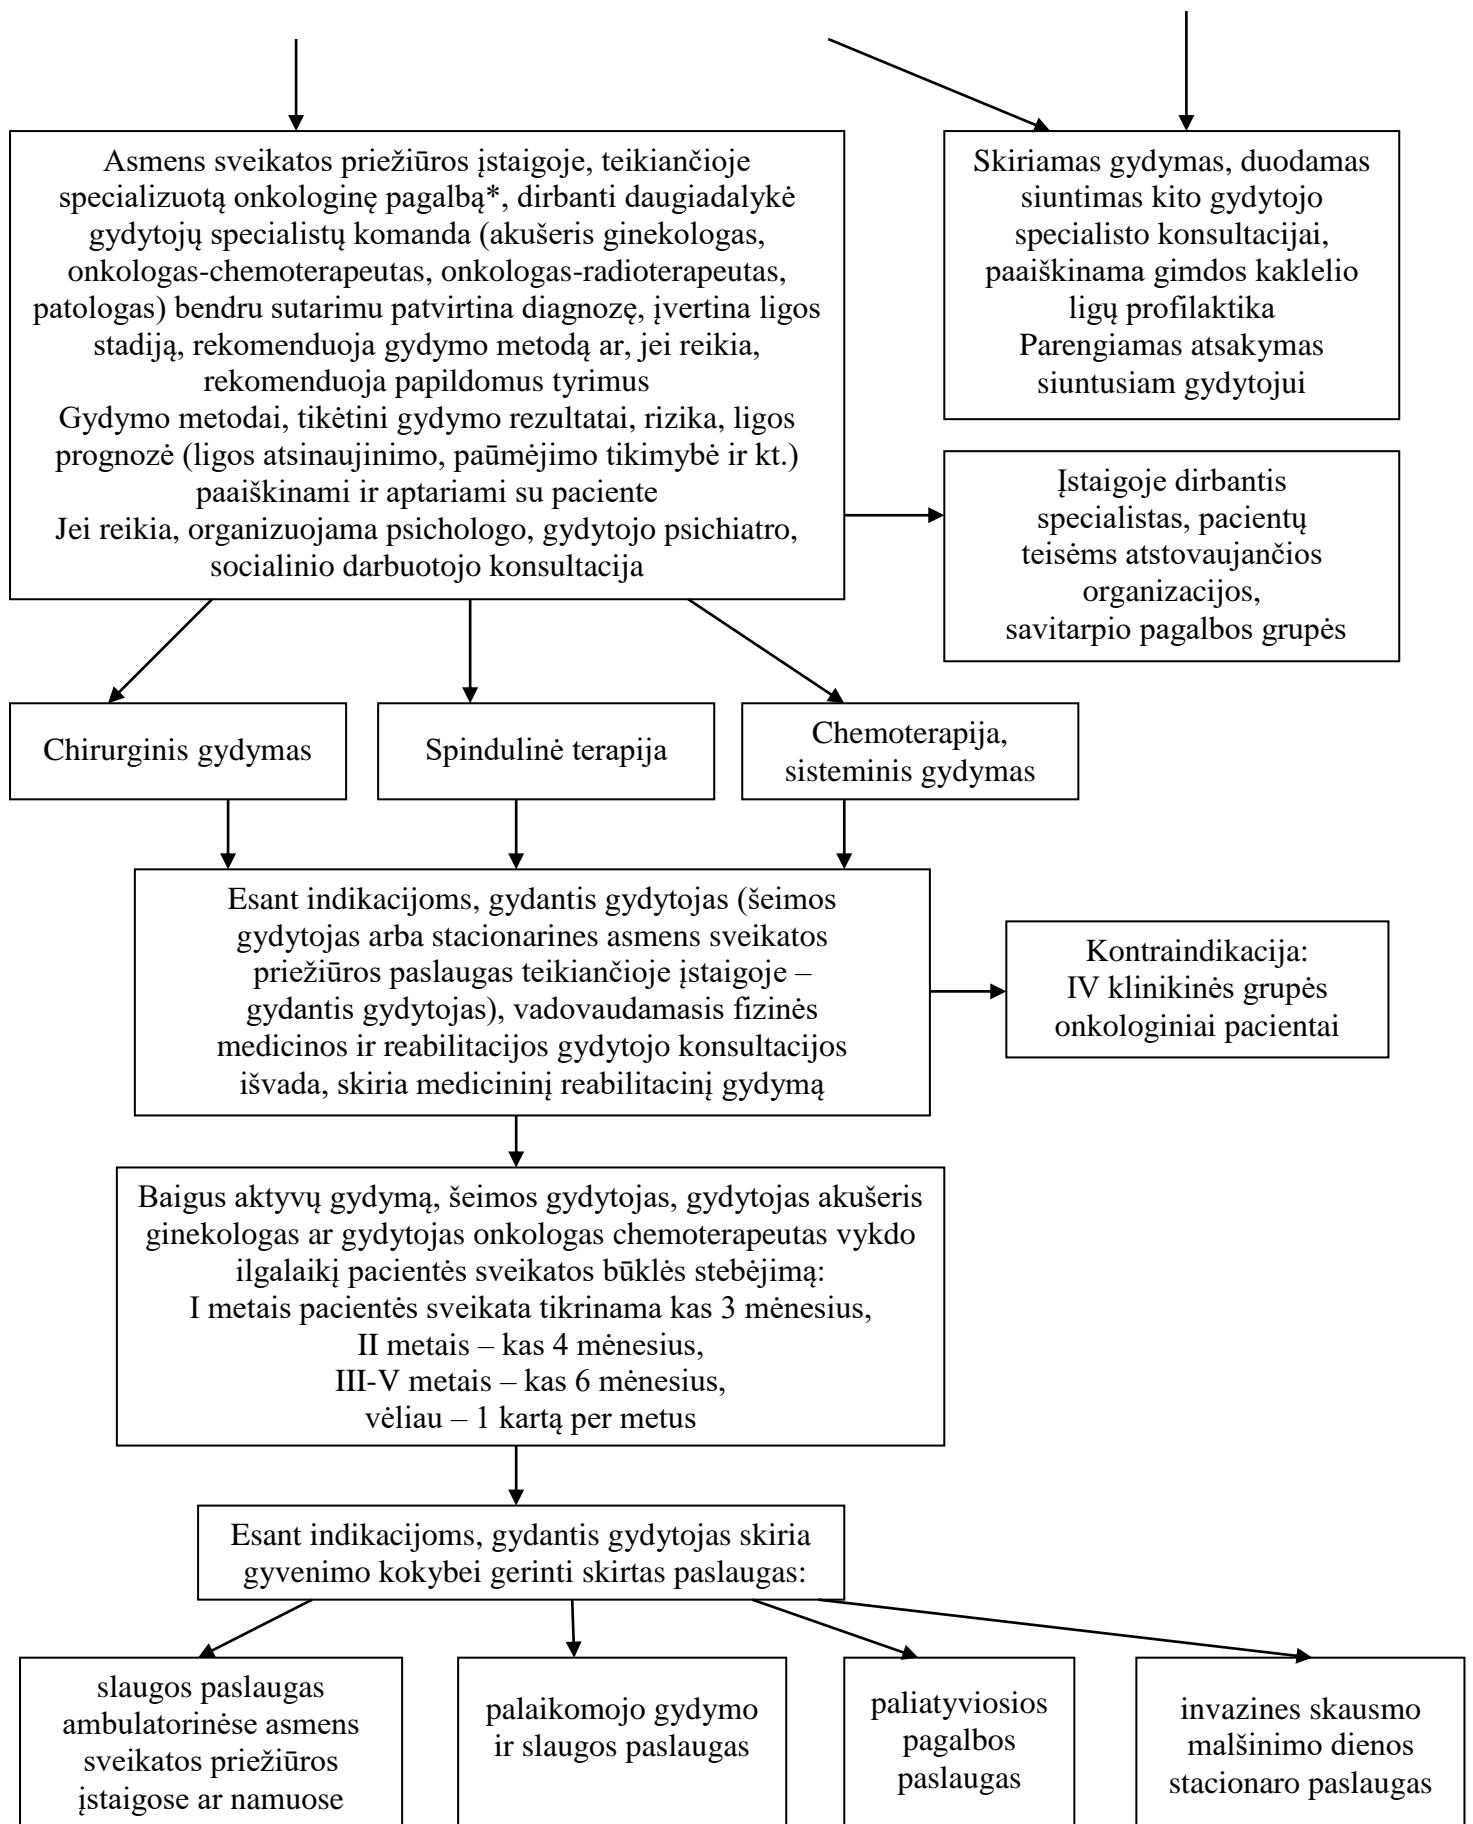 Asmens sveikatos priežiūros įstaigoje, teikiančioje
specializuotą onkologinę pagalbą*, dirbanti daugiadalykė
gydytojų specialistų komanda (akušeris ginekologas,
onkologas-chemoterapeutas, onkologas-radioterapeutas,
patologas) bendru sutarimu patvirtina diagnozę, įvertina ligos
stadiją, rekomenduoja gydymo metodą ar, jei reikia,
rekomenduoja papildomus tyrimus
Gydymo metodai, tikėtini gydymo rezultatai, rizika, ligos
prognozė (ligos atsinaujinimo, paūmėjimo tikimybė ir kt.)
paaiškinami ir aptariami su paciente
Jei reikia, organizuojama psichologo, gydytojo psichiatro,
socialinio darbuotojo konsultacija
Skiriamas gydymas, duodamas
siuntimas kito gydytojo
specialisto konsultacijai,
paaiškinama gimdos kaklelio
ligų profilaktika
Parengiamas atsakymas
siuntusiam gydytojui
Įstaigoje dirbantis
specialistas, pacientų
teisėms atstovaujančios
organizacijos,
savitarpio pagalbos grupės
Chirurginis gydymas
Spindulinė terapija
Chemoterapija,
sisteminis gydymas
Esant indikacijoms, gydantis gydytojas (šeimos
gydytojas arba stacionarines asmens sveikatos
priežiūros paslaugas teikiančioje įstaigoje –
gydantis gydytojas), vadovaudamasis fizinės
medicinos ir reabilitacijos gydytojo konsultacijos
išvada, skiria medicininį reabilitacinį gydymą
Kontraindikacija:
IV klinikinės grupės
onkologiniai pacientai
Baigus aktyvų gydymą, šeimos gydytojas, gydytojas akušeris
ginekologas ar gydytojas onkologas chemoterapeutas vykdo
ilgalaikį pacientės sveikatos būklės stebėjimą:
I metais pacientės sveikata tikrinama kas 3 mėnesius,
II metais – kas 4 mėnesius,
III-V metais – kas 6 mėnesius,
vėliau – 1 kartą per metus
Esant indikacijoms, gydantis gydytojas skiria
gyvenimo kokybei gerinti skirtas paslaugas:
slaugos paslaugas
ambulatorinėse asmens
sveikatos priežiūros
įstaigose ar namuose
palaikomojo gydymo
ir slaugos paslaugas
paliatyviosios
pagalbos
paslaugas
invazines skausmo
malšinimo dienos
stacionaro paslaugas